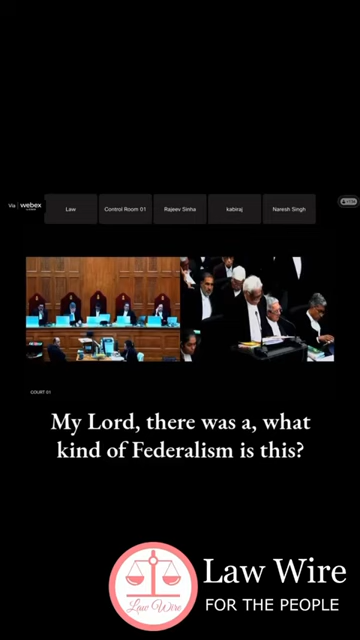 Via webex
Law
Control Room 01
Rajeev Sinha
kabiraj
Naresh Singh
COURT 01
My Lord, there was a, what
kind of Federalism is this?
Law Wire
Law Wire
FOR THE PEOPLE